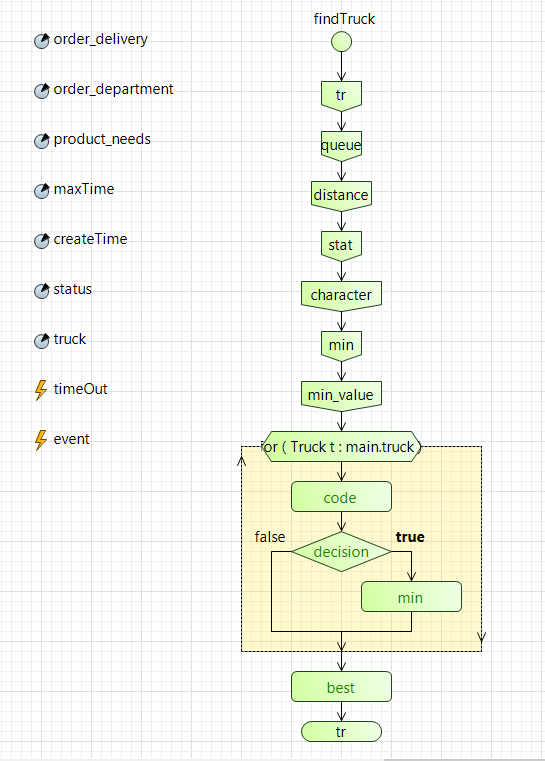 order_delivery
order_department
product_needs
maxTime
createTime
status
truck
timeOut
event
findTruck
tr
queue
distance
stat
character
min
min_value
for ( Truck t : main.truck )
code
false
decision
true
min
best
tr